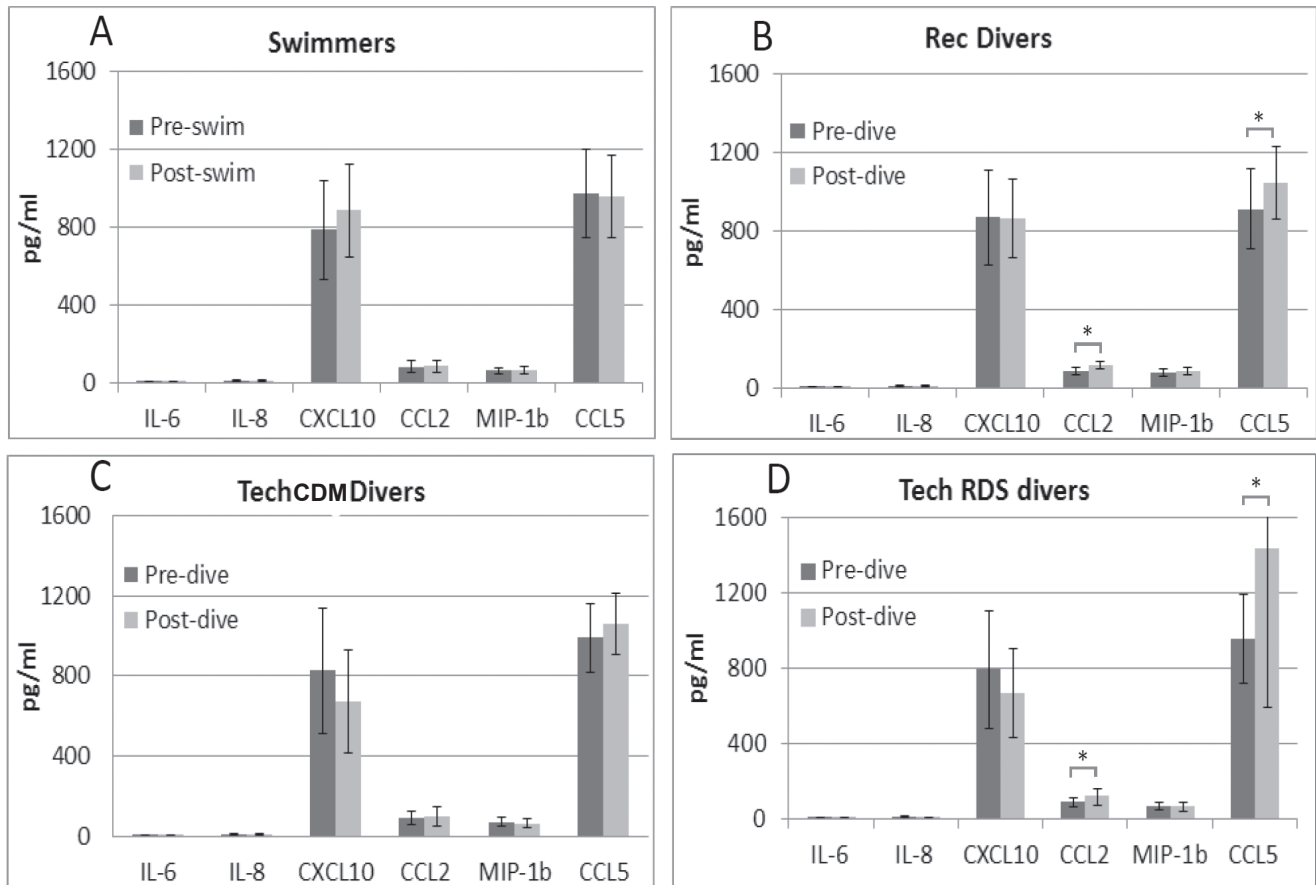 A
Swimmers
1600
1200
800
400
0
pg/ml
Pre-swim
Post-swim
IL-6 IL-8 CXCL10 CCL2 MIP-1b CCL5
B
Rec Divers
1600
1200
800
400
0
pg/ml
Pre-dive
Post-dive
*
*
IL-6 IL-8 CXCL10 CCL2 MIP-1b CCL5
C
TechCDMDivers
1600
1200
800
400
0
pg/ml
Pre-dive
Post-dive
IL-6 IL-8 CXCL10 CCL2 MIP-1b CCL5
D
Tech RDS divers
1600
1200
800
400
0
pg/ml
Pre-dive
Post-dive
*
*
IL-6 IL-8 CXCL10 CCL2 MIP-1b CCL5